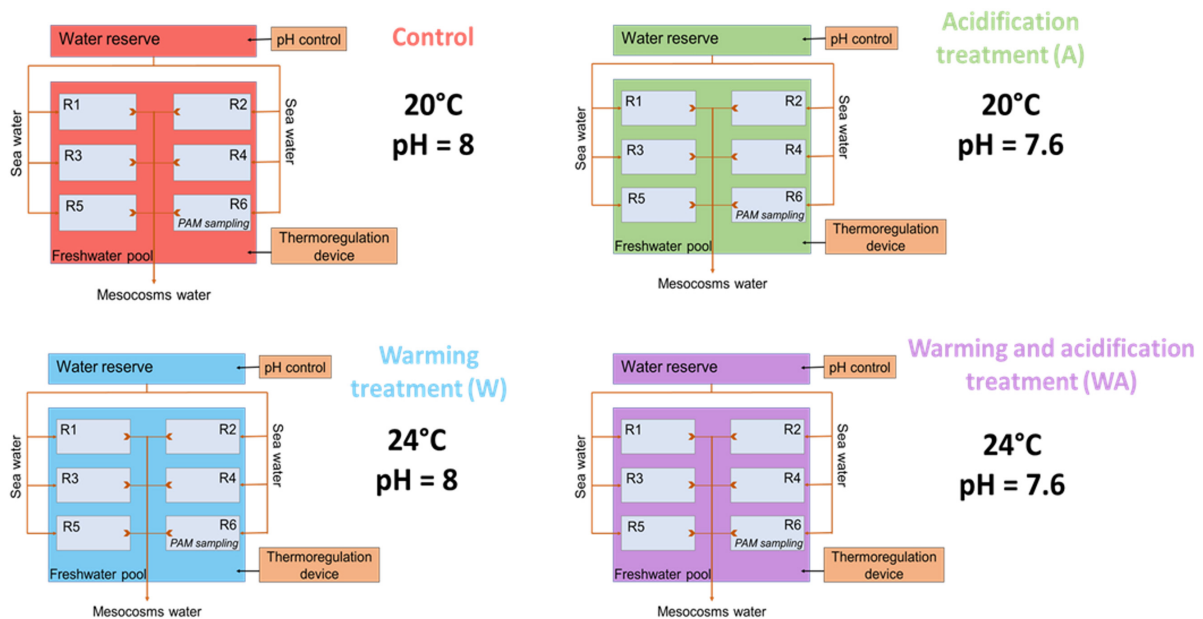 Water reserve
pH control
Control
20°C
pH = 8
Sea water
R1
R2
Sea water
R3
R4
R5
R6
PAM sampling
Freshwater pool
Thermoregulation
device
Mesocosms water
Water reserve
pH control
Acidification
treatment (A)
20°C
pH = 7.6
Sea water
R1
R2
Sea water
R3
R4
R5
R6
PAM sampling
Freshwater pool
Thermoregulation
device
Mesocosms water
Water reserve
pH control
Warming
treatment (W)
24°C
pH = 8
Sea water
R1
R2
Sea water
R3
R4
R5
R6
PAM sampling
Freshwater pool
Thermoregulation
device
Mesocosms water
Water reserve
pH control
Warming and acidification
treatment (WA)
24°C
pH = 7.6
Sea water
R1
R2
Sea water
R3
R4
R5
R6
PAM sampling
Freshwater pool
Thermoregulation
device
Mesocosms water